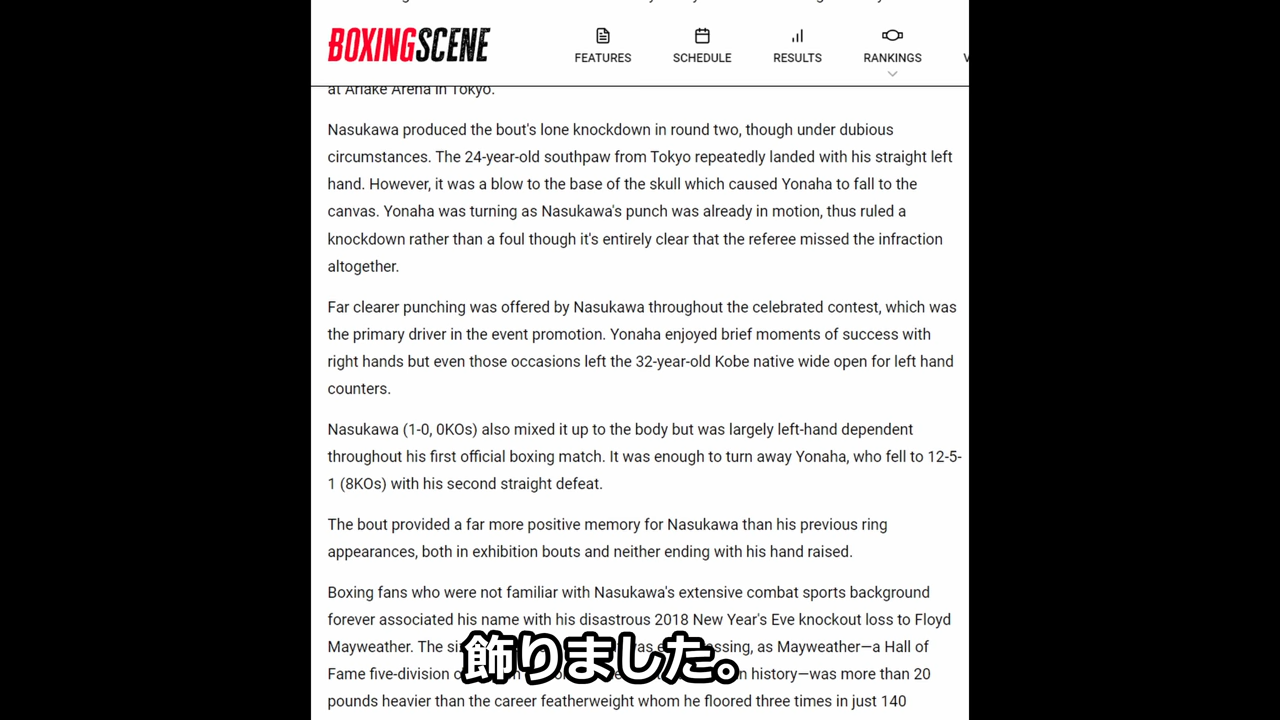 BOXINGSCENE
FEATURES
SCHEDULE
RESULTS
RANKINGS
at Ariake Arena in Tokyo.
Nasukawa produced the bout's lone knockdown in round two, though under dubious
circumstances. The 24-year-old southpaw from Tokyo repeatedly landed with his straight left
hand. However, it was a blow to the base of the skull which caused Yonaha to fall to the
canvas. Yonaha was turning as Nasukawa's punch was already in motion, thus ruled a
knockdown rather than a foul though it's entirely clear that the referee missed the infraction
altogether.
Far clearer punching was offered by Nasukawa throughout the celebrated contest, which was
the primary driver in the event promotion. Yonaha enjoyed brief moments of success with
right hands but even those occasions left the 32-year-old Kobe native wide open for left hand
counters.
Nasukawa (1-0, 0KOs) also mixed it up to the body but was largely left-hand dependent
throughout his first official boxing match. It was enough to turn away Yonaha, who fell to 12-5-
1 (8KOs) with his second straight defeat.
The bout provided a far more positive memory for Nasukawa than his previous ring
appearances, both in exhibition bouts and neither ending with his hand raised.
Boxing fans who were not familiar with Nasukawa's extensive combat sports background
forever associated his name with his disastrous 2018 New Year's Eve knockout loss to Floyd
Mayweather. The as Mayweather—a Hall of
Fame five-division history—was more than 20
pounds heavier than the career featherweight whom he floored three times in just 140
飾りました。